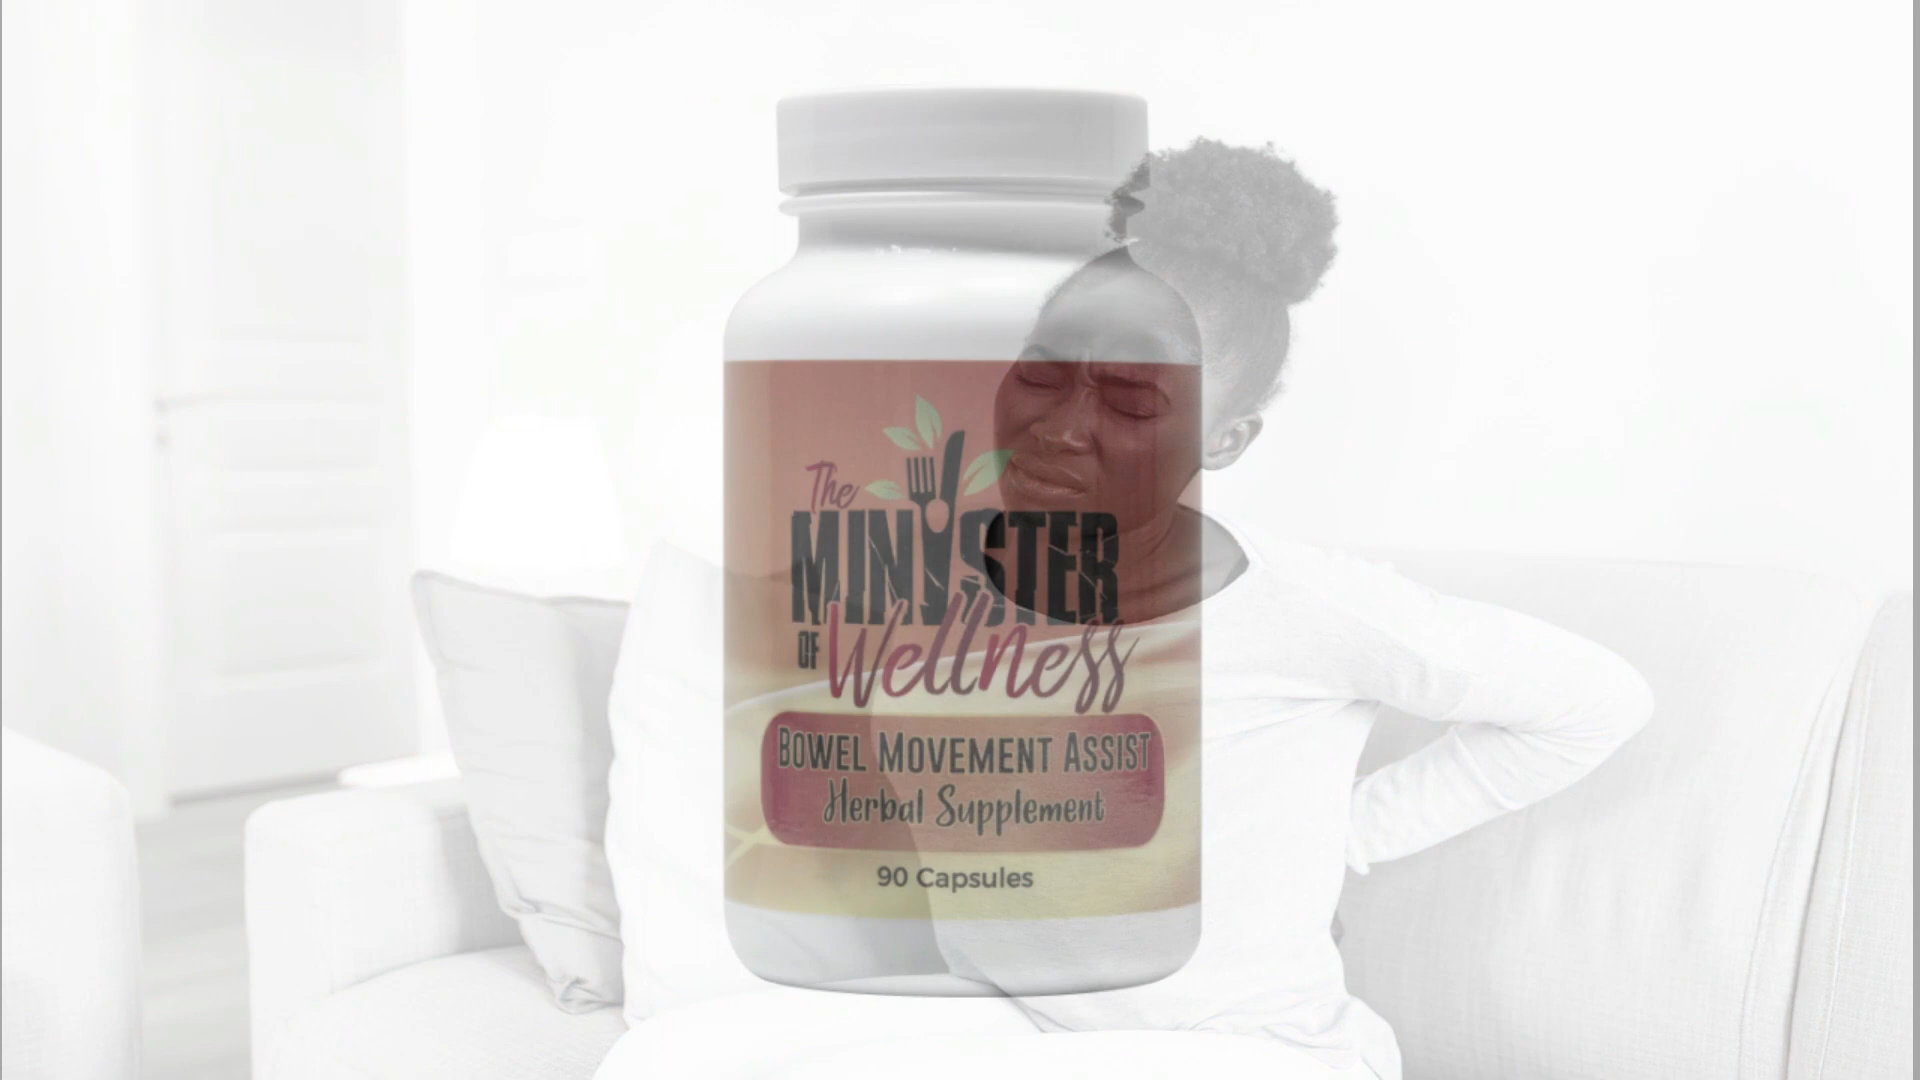 The
MINISTER
OF Wellness
BOWEL MOVEMENT ASSIST
Herbal Supplement
90 Capsules